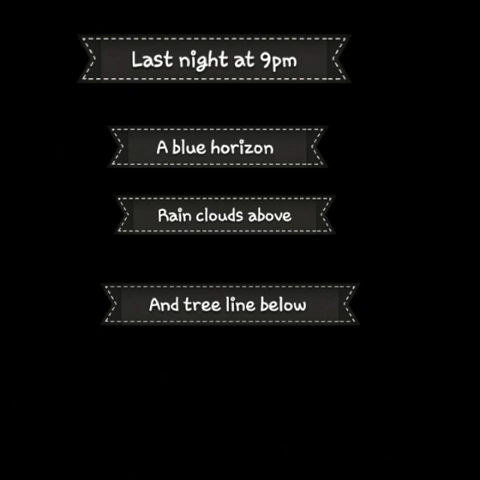 Last night at 9pm
A blue horizon
Rain clouds above
And tree line below